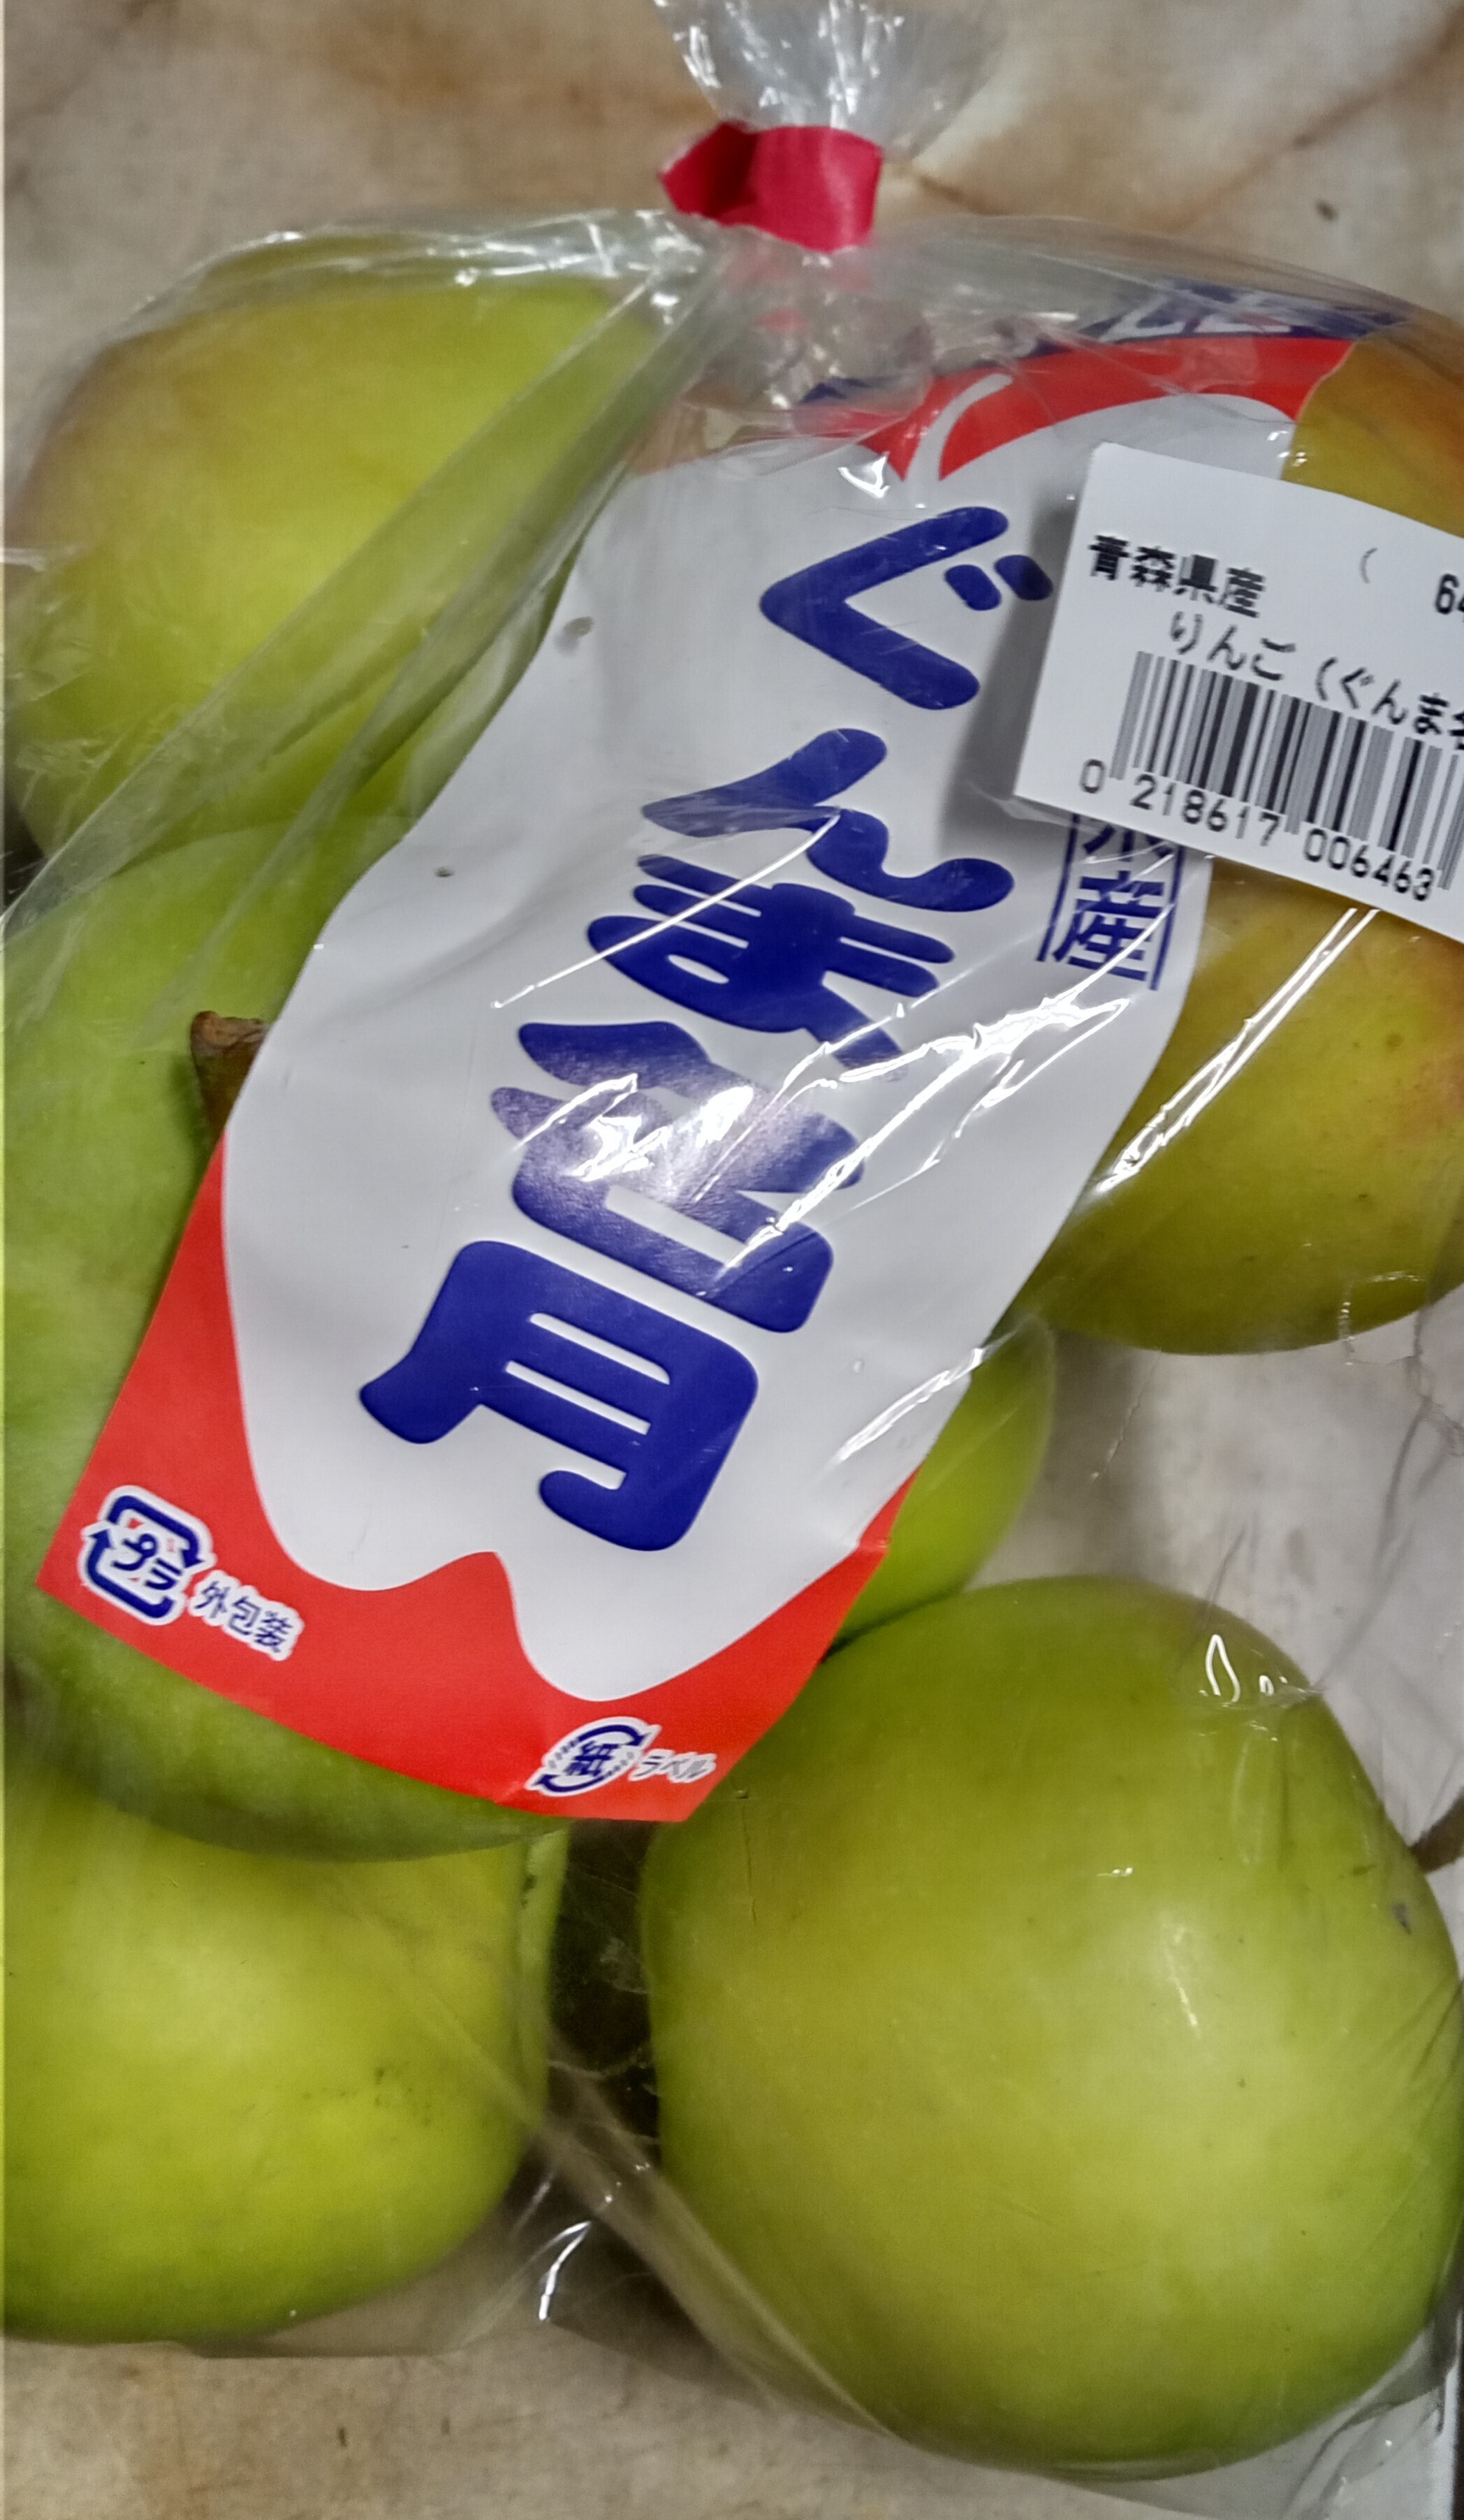 ぐんま名月
青森県産
( 64
りんご(ぐんま名
0 218617 006463
産
プラ 外包装
紙 ラベル